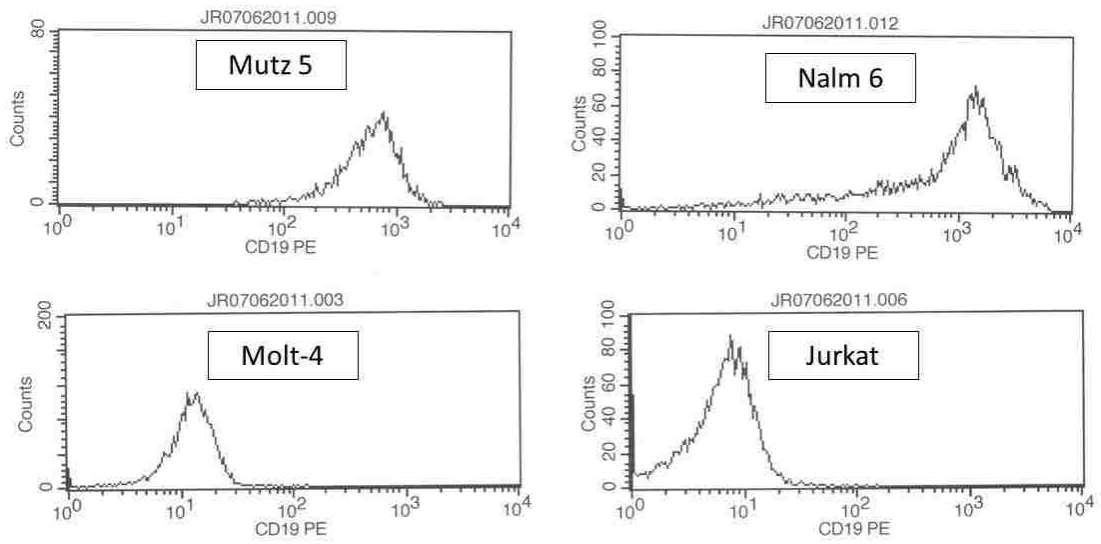 JR07062011.009
Mutz 5
80
Counts
0
10^0 10^1 10^2 10^3 10^4
CD19 PE
JR07062011.012
Nalm 6
100
80
60
Counts
40
20
0
10^0 10^1 10^2 10^3 10^4
CD19 PE
JR07062011.003
Molt-4
200
Counts
0
10^0 10^1 10^2 10^3 10^4
CD19 PE
JR07062011.006
Jurkat
100
80
60
Counts
40
20
0
10^0 10^1 10^2 10^3 10^4
CD19 PE